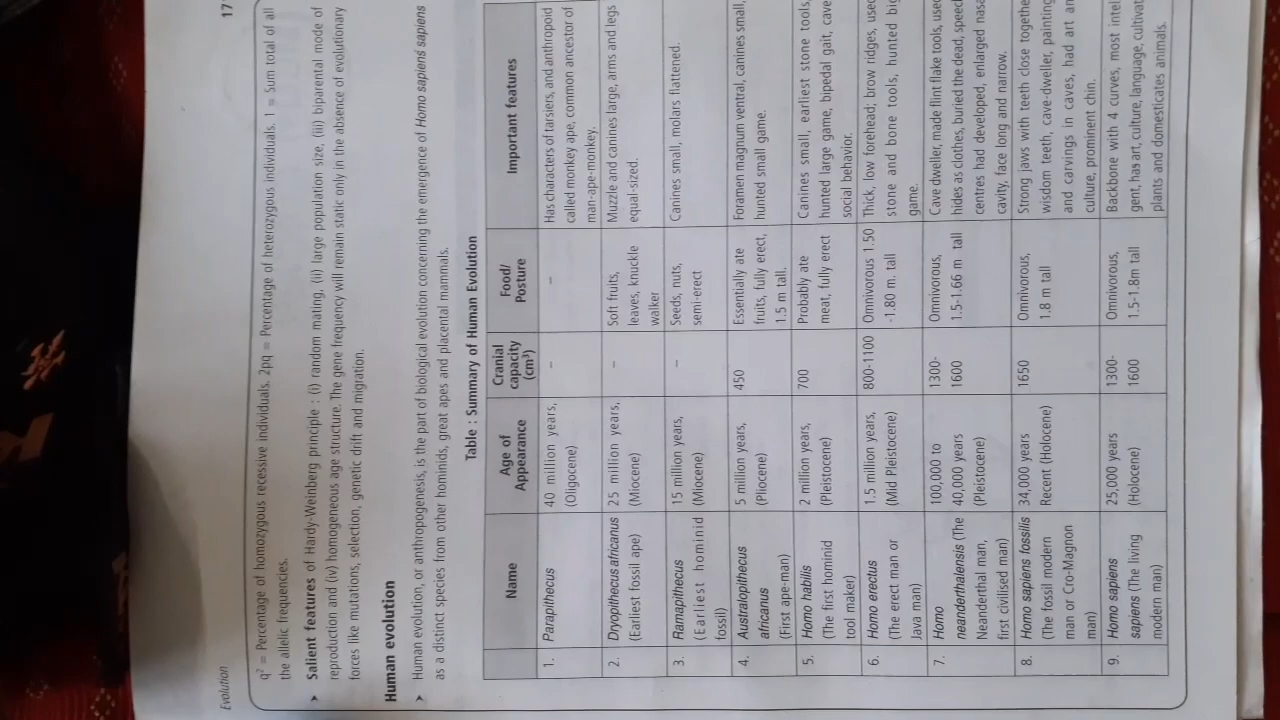 Evolution
17
q² = Percentage of homozygous recessive individuals. 2pq = Percentage of heterozygous individuals. 1 = Sum total of all
the allelic frequencies.
➤ Salient features of Hardy-Weinberg principle : (i) random mating, (ii) large population size, (iii) biparental mode of
reproduction and (iv) homogeneous age structure. The gene frequency will remain static only in the absence of evolutionary
forces like mutations, selection, genetic drift and migration.
Human evolution
➤ Human evolution, or anthropogenesis, is the part of biological evolution concerning the emergence of Homo sapiens sapiens
as a distinct species from other hominids, great apes and placental mammals.
Table : Summary of Human Evolution
Name
Age of
Appearance
Cranial
capacity
(cm³)
Food/
Posture
Important features
1.
Parapithecus
40 million years,
(Oligocene)
–
–
Has characters of tarsiers, and anthropoid
called monkey ape, common ancestor of
man-ape-monkey.
2.
Dryopithecus africanus
(Earliest fossil ape)
25 million years,
(Miocene)
–
Soft fruits,
leaves, knuckle
walker
Muzzle and canines large, arms and legs
equal-sized.
3.
Ramapithecus
(Earliest hominid
fossil)
15 million years,
(Miocene)
–
Seeds, nuts,
semi-erect
Canines small, molars flattened.
4.
Australopithecus
africanus
(First ape-man)
5 million years,
(Pliocene)
450
Essentially ate
fruits, fully erect,
1.5 m tall.
Foramen magnum ventral, canines small,
hunted small game.
5.
Homo habilis
(The first hominid
tool maker)
2 million years,
(Pleistocene)
700
Probably ate
meat, fully erect
Canines small, earliest stone tools,
hunted large game, bipedal gait, cave
social behavior.
6.
Homo erectus
(The erect man or
Java man)
1.5 million years,
(Mid Pleistocene)
800-1100
Omnivorous 1.50
-1.80 m. tall
Thick, low forehead; brow ridges, used
stone and bone tools, hunted big
game.
7.
Homo
neanderthalensis (The
Neanderthal man,
first civilised man)
100,000 to
40,000 years
(Pleistocene)
1300-
1600
Omnivorous,
1.5-1.66 m tall
Cave dweller, made flint flake tools, used
hides as clothes, buried the dead, speed
centres had developed, enlarged nasa
cavity, face long and narrow.
8.
Homo sapiens fossilis
(The fossil modern
man or Cro-Magnon
man)
34,000 years
Recent (Holocene)
1650
Omnivorous,
1.8 m tall
Strong jaws with teeth close togethe
wisdom teeth, cave-dweller, painting
and carvings in caves, had art an
culture, prominent chin.
9.
Homo sapiens
sapiens (The living
modern man)
25,000 years
(Holocene)
1300-
1600
Omnivorous,
1.5-1.8m tall
Backbone with 4 curves, most intel
gent, has art, culture, language, cultivat
plants and domesticates animals.